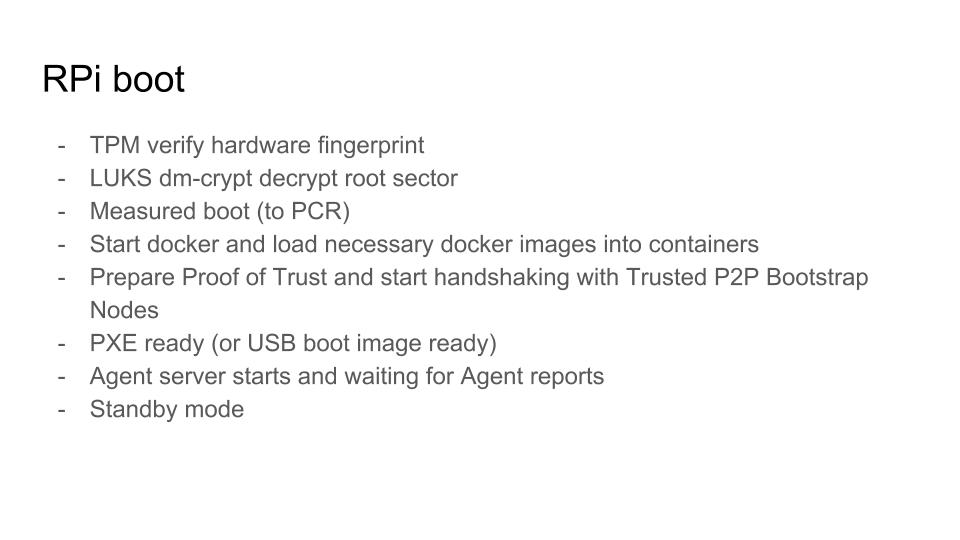 RPi boot
- TPM verify hardware fingerprint
- LUKS dm-crypt decrypt root sector
- Measured boot (to PCR)
- Start docker and load necessary docker images into containers
- Prepare Proof of Trust and start handshaking with Trusted P2P Bootstrap
Nodes
- PXE ready (or USB boot image ready)
- Agent server starts and waiting for Agent reports
- Standby mode